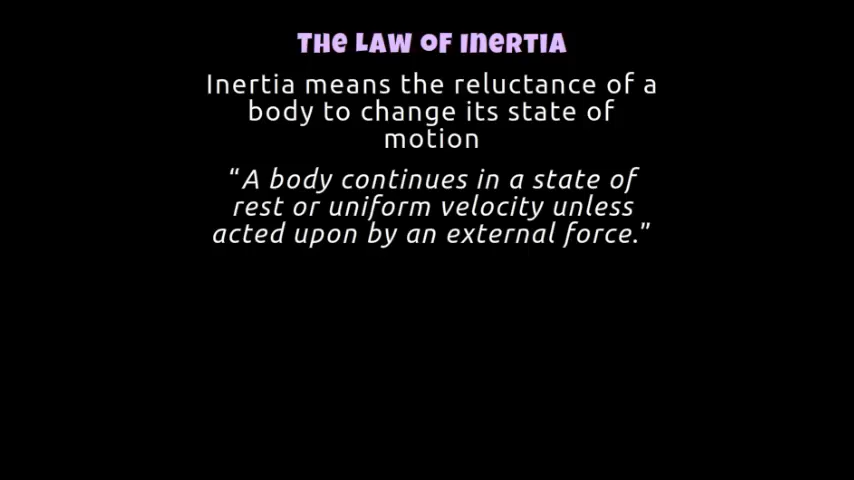 THE LAW OF INERTIA
Inertia means the reluctance of a
body to change its state of
motion
“A body continues in a state of
rest or uniform velocity unless
acted upon by an external force.”